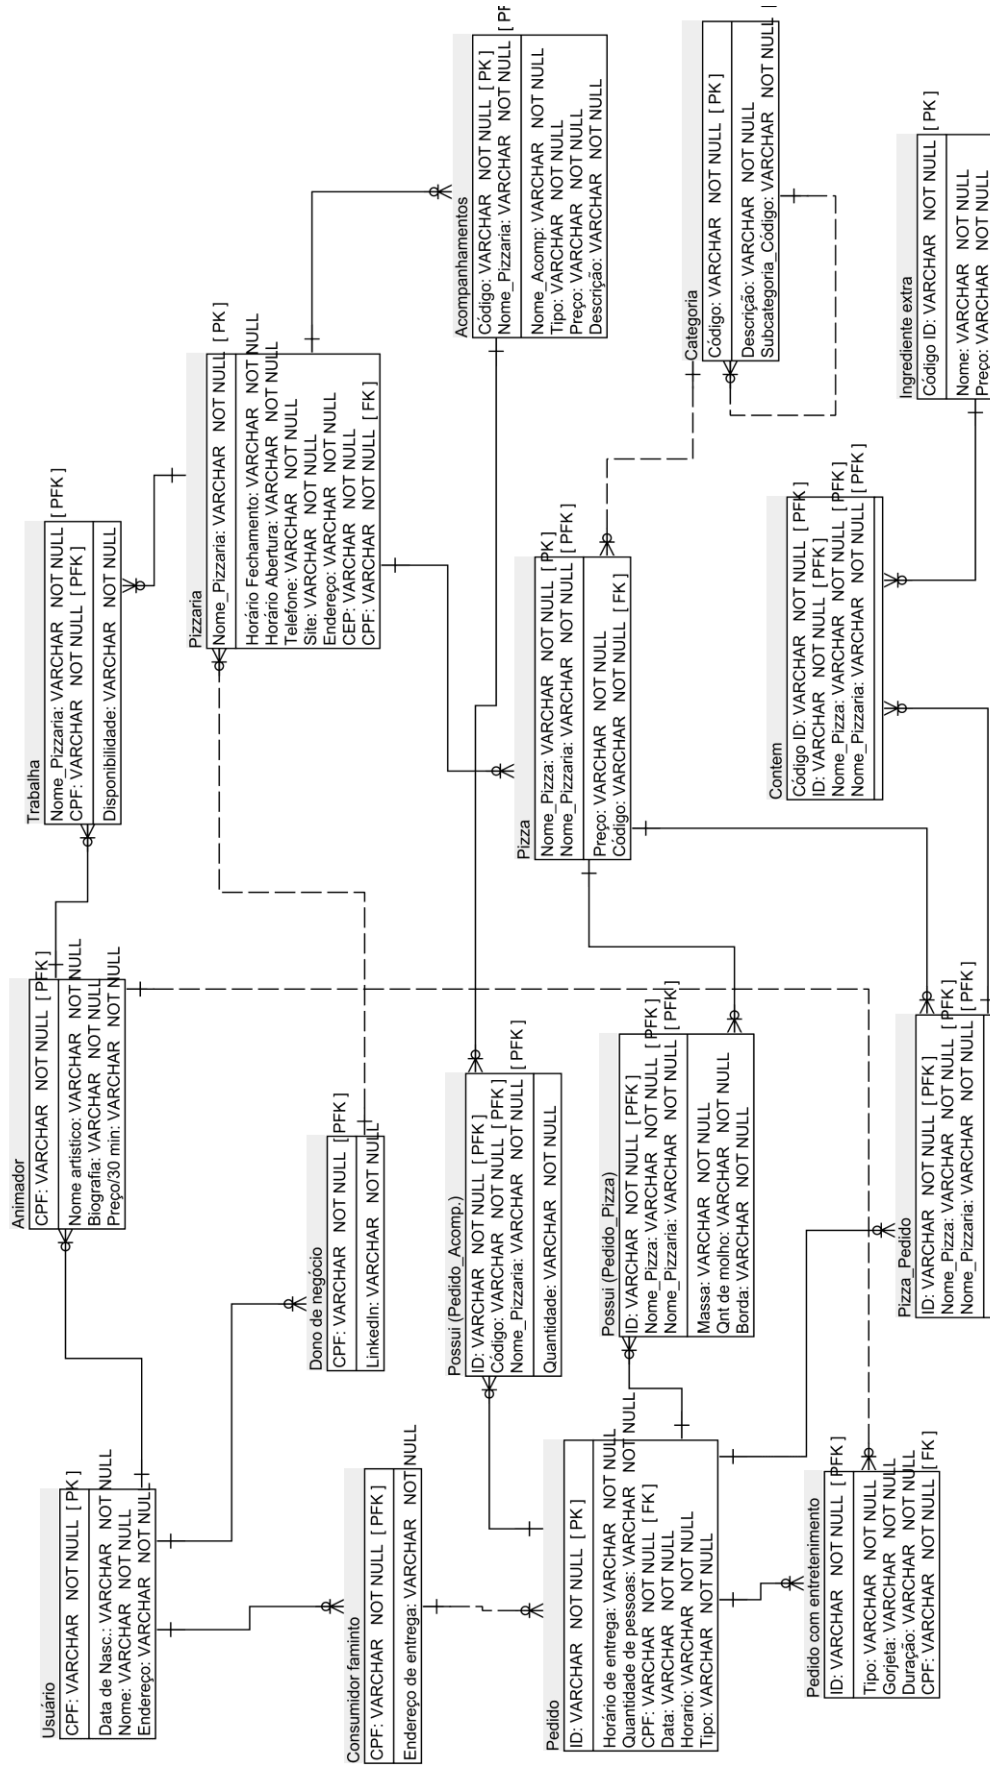 Usuário
CPF: VARCHAR NOT NULL [ PK ]
Data de Nasc.: VARCHAR NOT NULL
Nome: VARCHAR NOT NULL
Endereço: VARCHAR NOT NULL
Animador
CPF: VARCHAR NOT NULL [ PFK ]
Nome artistico: VARCHAR NOT NULL
Biografia: VARCHAR NOT NULL
Preço/30 min: VARCHAR NOT NULL
Trabalha
Nome_Pizzaria: VARCHAR NOT NULL [ PFK ]
CPF: VARCHAR NOT NULL [ PFK ]
Disponibilidade: VARCHAR NOT NULL
Pizzaria
Nome_Pizzaria: VARCHAR NOT NULL [ PK ]
Horário Fechamento: VARCHAR NOT NULL
Horário Abertura: VARCHAR NOT NULL
Telefone: VARCHAR NOT NULL
Site: VARCHAR NOT NULL
Endereço: VARCHAR NOT NULL
CEP: VARCHAR NOT NULL
CPF: VARCHAR NOT NULL [ FK ]
Dono de negócio
CPF: VARCHAR NOT NULL [ PFK ]
LinkedIn: VARCHAR NOT NULL
Consumidor faminto
CPF: VARCHAR NOT NULL [ PFK ]
Endereço de entrega: VARCHAR NOT NULL
Acompanhamentos
Código: VARCHAR NOT NULL [ PK ]
Nome_Pizzaria: VARCHAR NOT NULL [ PF
Nome_Acomp: VARCHAR NOT NULL
Tipo: VARCHAR NOT NULL
Preço: VARCHAR NOT NULL
Descrição: VARCHAR NOT NULL
Possui (Pedido_Acomp.)
ID: VARCHAR NOT NULL [ PFK ]
Código: VARCHAR NOT NULL [ PFK ]
Nome_Pizzaria: VARCHAR NOT NULL [ PFK ]
Quantidade: VARCHAR NOT NULL
Pizza
Nome_Pizza: VARCHAR NOT NULL [ PK ]
Nome_Pizzaria: VARCHAR NOT NULL [ PFK ]
Preço: VARCHAR NOT NULL
Código: VARCHAR NOT NULL [ FK ]
Categoria
Código: VARCHAR NOT NULL [ PK ]
Descrição: VARCHAR NOT NULL
Subcategoria_Código: VARCHAR NOT NULL [
Pedido
ID: VARCHAR NOT NULL [ PK ]
Horário de entrega: VARCHAR NOT NULL
Quantidade de pessoas: VARCHAR NOT NULL
CPF: VARCHAR NOT NULL [ FK ]
Data: VARCHAR NOT NULL
Horario: VARCHAR NOT NULL
Tipo: VARCHAR NOT NULL
Possui (Pedido_Pizza)
ID: VARCHAR NOT NULL [ PFK ]
Nome_Pizza: VARCHAR NOT NULL [ PFK ]
Nome_Pizzaria: VARCHAR NOT NULL [ PFK ]
Massa: VARCHAR NOT NULL
Qnt de molho: VARCHAR NOT NULL
Borda: VARCHAR NOT NULL
Contem
Código ID: VARCHAR NOT NULL [ PFK ]
ID: VARCHAR NOT NULL [ PFK ]
Nome_Pizza: VARCHAR NOT NULL [ PFK ]
Nome_Pizzaria: VARCHAR NOT NULL [ PFK ]
Ingrediente extra
Código ID: VARCHAR NOT NULL [ PK ]
Nome: VARCHAR NOT NULL
Preço: VARCHAR NOT NULL
Pedido com entretenimento
ID: VARCHAR NOT NULL [ PFK ]
Tipo: VARCHAR NOT NULL
Gorjeta: VARCHAR NOT NULL
Duração: VARCHAR NOT NULL
CPF: VARCHAR NOT NULL [ FK ]
Pizza_Pedido
ID: VARCHAR NOT NULL [ PFK ]
Nome_Pizza: VARCHAR NOT NULL [ PFK ]
Nome_Pizzaria: VARCHAR NOT NULL [ PFK ]